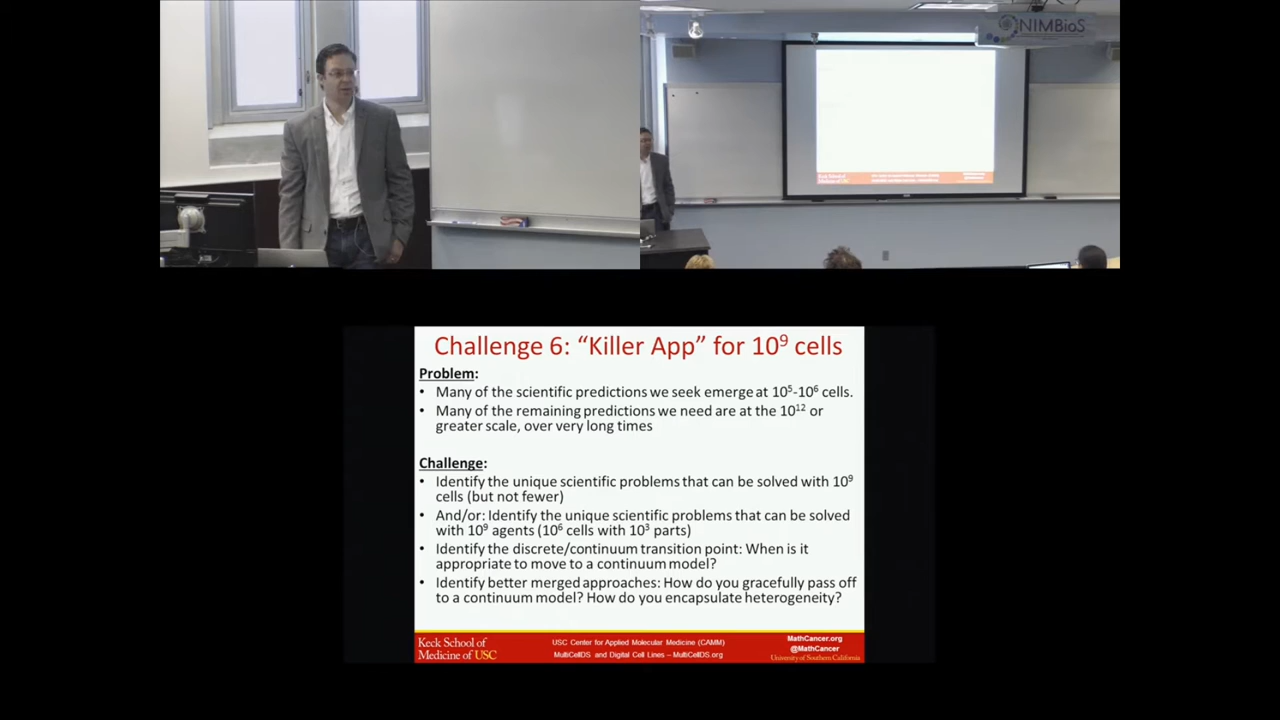 NIMBioS
Keck School of
Medicine of USC
Challenge 6: “Killer App” for 10⁹ cells
Problem:
• Many of the scientific predictions we seek emerge at 10⁵-10⁶ cells.
• Many of the remaining predictions we need are at the 10¹² or
greater scale, over very long times
Challenge:
• Identify the unique scientific problems that can be solved with 10⁹
cells (but not fewer)
• And/or: Identify the unique scientific problems that can be solved
with 10⁹ agents (10⁶ cells with 10³ parts)
• Identify the discrete/continuum transition point: When is it
appropriate to move to a continuum model?
• Identify better merged approaches: How do you gracefully pass off
to a continuum model? How do you encapsulate heterogeneity?
Keck School of
Medicine of USC
USC Center for Applied Molecular Medicine (CAMM)
MultiCellDS and Digital Cell Lines – MultiCellDS.org
MathCancer.org
@MathCancer
University of Southern California